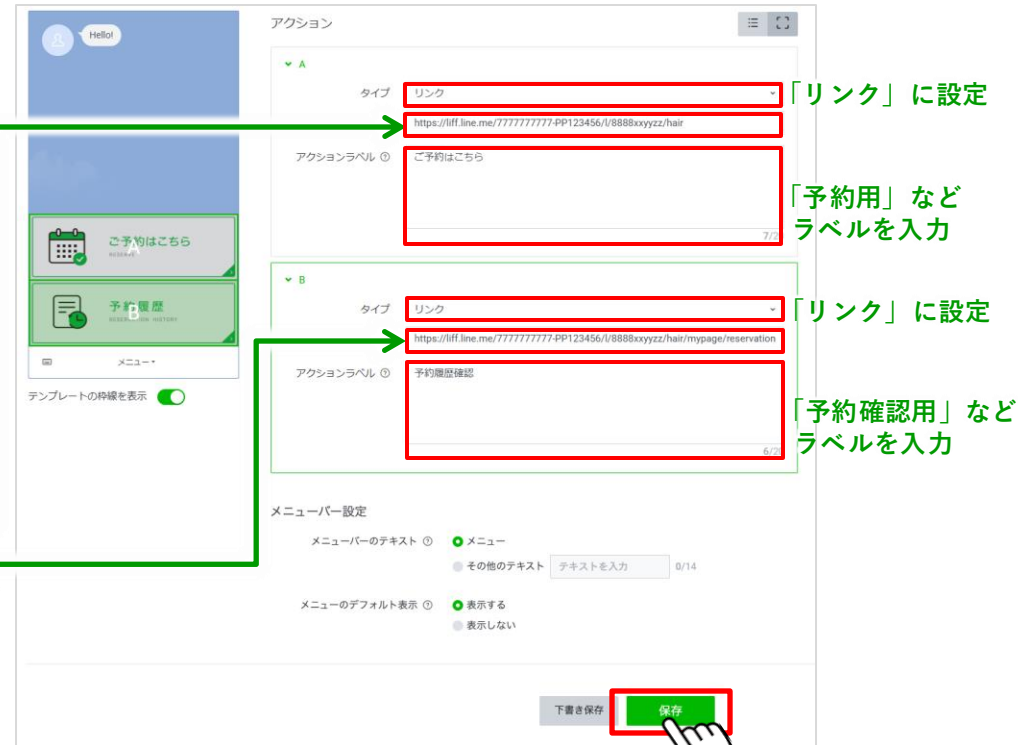 Hello!
アクション
A
タイプ
リンク
「リンク」に設定
https://liff.line.me/7777777777-PP123456/l/8888xxyyzz/hair
アクションラベル
ご予約はこちら
「予約用」など
ラベルを入力
7/20
ご予約はこちら
A
RESERVE
B
タイプ
リンク
「リンク」に設定
https://liff.line.me/7777777777-PP123456/l/8888xxyyzz/hair/mypage/reservation
予約履歴
B
RESERVATION HISTORY
メニュー
アクションラベル
予約履歴確認
「予約確認用」など
ラベルを入力
6/20
テンプレートの枠線を表示
メニューバー設定
メニューバーのテキスト
メニュー
その他のテキスト
テキストを入力
0/14
メニューのデフォルト表示
表示する
表示しない
下書き保存
保存